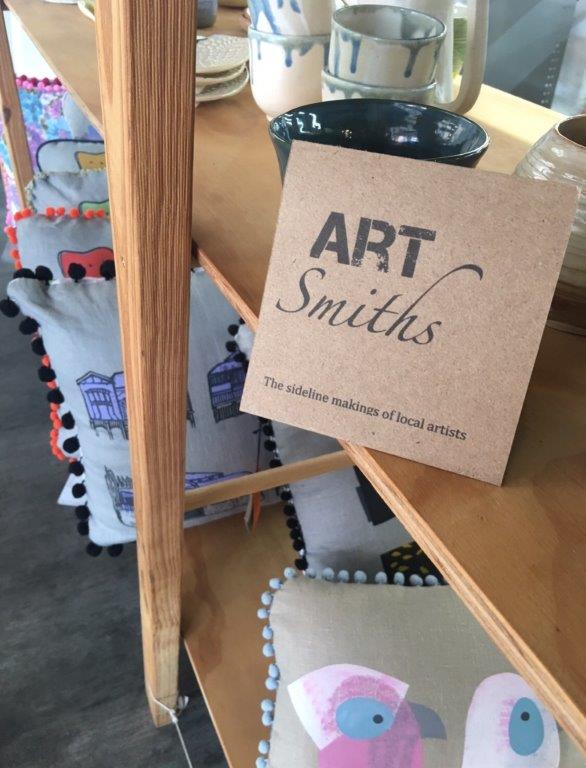 ART
Smiths
The sideline makings of local artists